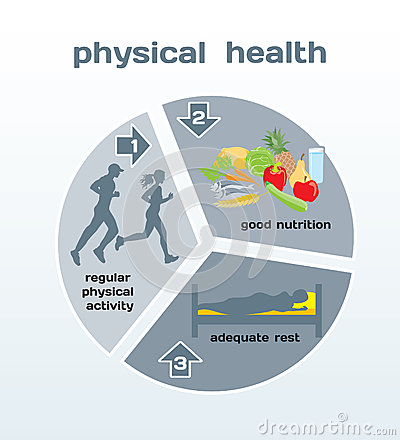 physical health
1
regular
physical
activity
2
good nutrition
adequate rest
3
dreamstime.com